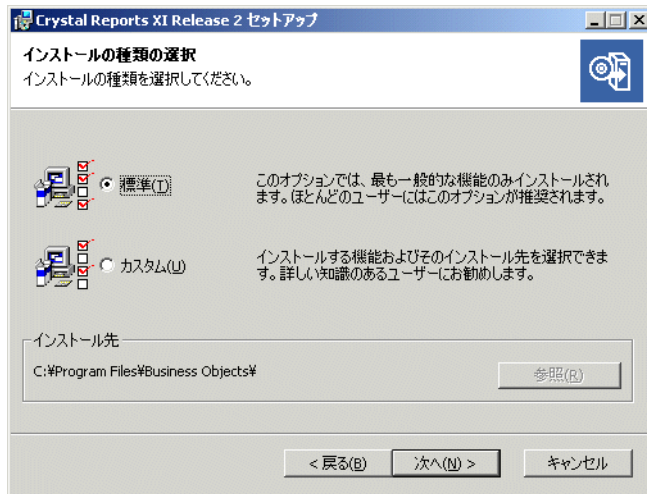 Crystal Reports XI Release 2 セットアップ
インストールの種類の選択
インストールの種類を選択してください。
標準(T)
このオプションでは、最も一般的な機能のみインストールされ
ます。ほとんどのユーザーにはこのオプションが推奨されます。
カスタム(U)
インストールする機能およびそのインストール先を選択できま
す。詳しい知識のあるユーザーにお勧めします。
インストール先
C:¥Program Files¥Business Objects¥
参照(R)
< 戻る(B)
次へ(N) >
キャンセル